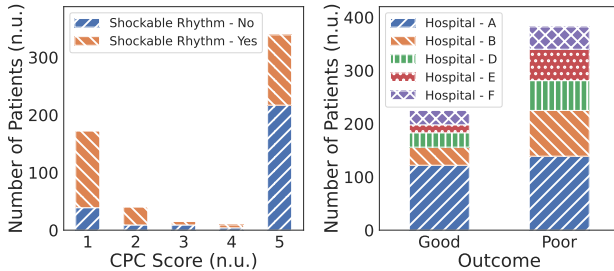 Number of Patients (n.u.)
300
200
100
0
Shockable Rhythm - No
Shockable Rhythm - Yes
1 2 3 4 5
CPC Score (n.u.)
Number of Patients (n.u.)
400
300
200
100
0
Hospital - A
Hospital - B
Hospital - D
Hospital - E
Hospital - F
Good Poor
Outcome